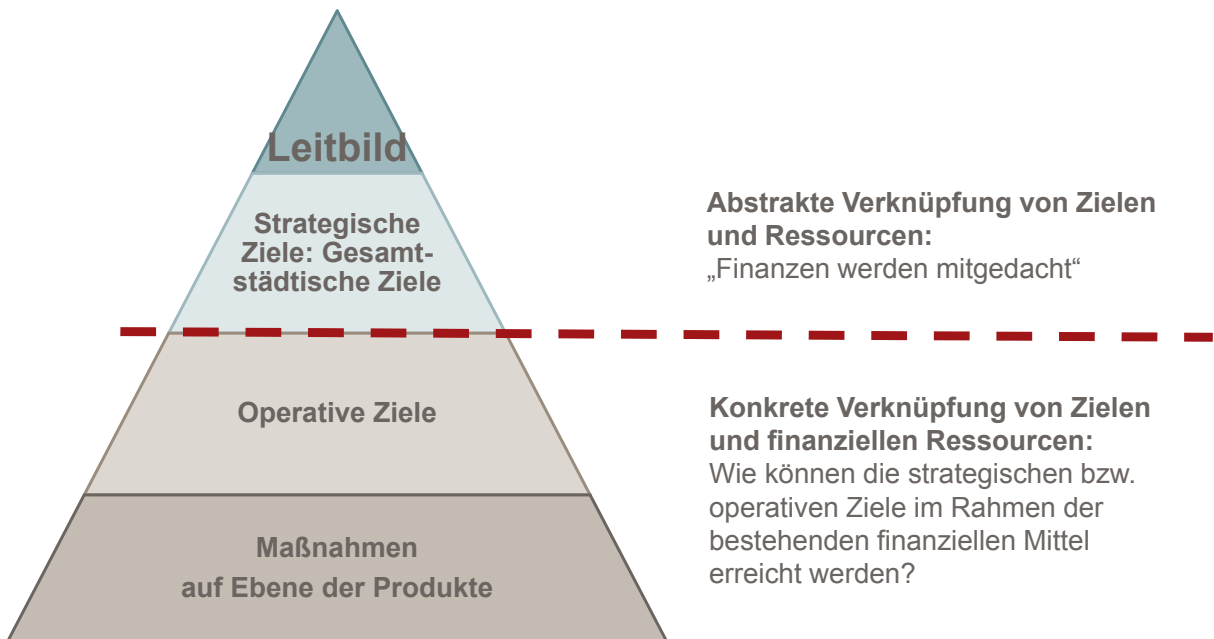 Leitbild
Strategische
Ziele: Gesamt-
städtische Ziele
Abstrakte Verknüpfung von Zielen
und Ressourcen:
„Finanzen werden mitgedacht“
Operative Ziele
Konkrete Verknüpfung von Zielen
und finanziellen Ressourcen:
Wie können die strategischen bzw.
operativen Ziele im Rahmen der
bestehenden finanziellen Mittel
erreicht werden?
Maßnahmen
auf Ebene der Produkte